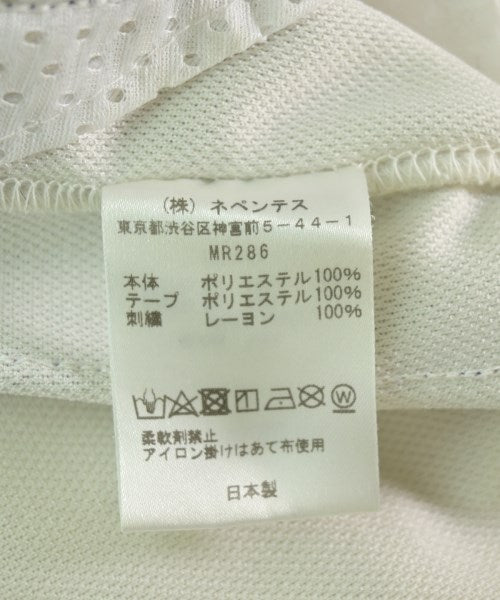 (株) ネペンテス
東京都渋谷区神宮前5-44-1
MR286
本体 ポリエステル100%
テープ ポリエステル100%
刺繍 レーヨン 100%
柔軟剤禁止
アイロン掛けはあて布使用
日本製